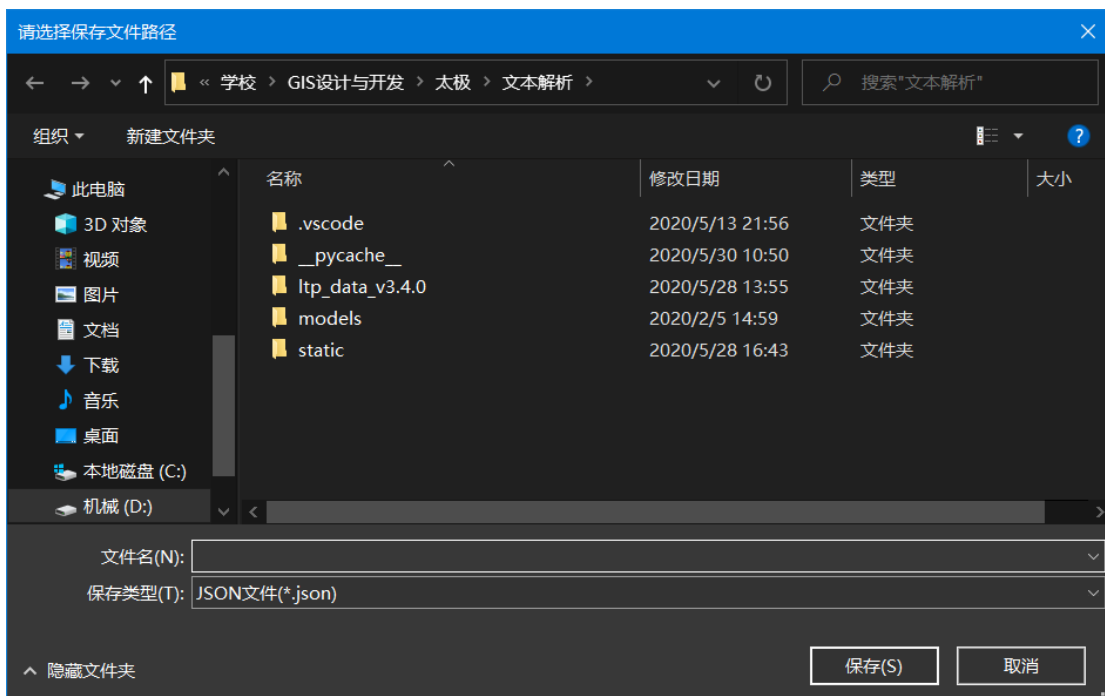 请选择保存文件路径
« 学校 > GIS设计与开发 > 太极 > 文本解析 >
搜索"文本解析"
组织 新建文件夹
名称 修改日期 类型 大小
此电脑
3D 对象
视频
图片
文档
下载
音乐
桌面
本地磁盘 (C:)
机械 (D:)
.vscode 2020/5/13 21:56 文件夹
__pycache__ 2020/5/30 10:50 文件夹
ltp_data_v3.4.0 2020/5/28 13:55 文件夹
models 2020/2/5 14:59 文件夹
static 2020/5/28 16:43 文件夹
文件名(N):
保存类型(T): JSON文件(*.json)
隐藏文件夹
保存(S) 取消